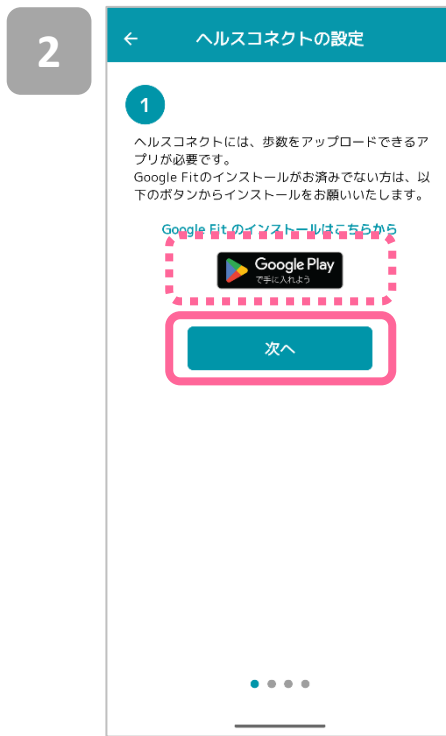 2
ヘルスコネクトの設定
1
ヘルスコネクトには、歩数をアップロードできるア
プリが必要です。
Google Fitのインストールがお済みでない方は、以
下のボタンからインストールをお願いいたします。
Google Fit のインストールはこちらから
Google Play
で手に入れよう
次へ